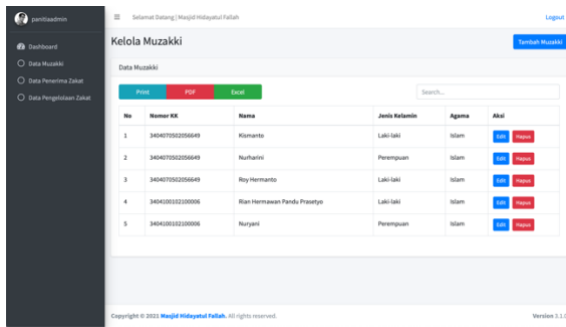 panitiaadmin
Selamat Datang | Masjid Hidayatul Fallah
Logout
Dashboard
Data Muzakki
Data Penerima Zakat
Data Pengelolaan Zakat
Kelola Muzakki
Tambah Muzakki
Data Muzakki
Print PDF Excel
Search...
No Nomor KK Nama Jenis Kelamin Agama Aksi
1 3404070502056649 Kismanto Laki-laki Islam Edit Hapus
2 3404070502056649 Nurharini Perempuan Islam Edit Hapus
3 3404070502056649 Roy Hermanto Laki-laki Islam Edit Hapus
4 3404100102100006 Rian Hermawan Pandu Prasetyo Laki-laki Islam Edit Hapus
5 3404100102100006 Nuryani Perempuan Islam Edit Hapus
Copyright © 2021 Masjid Hidayatul Fallah. All rights reserved.
Version 3.1.0